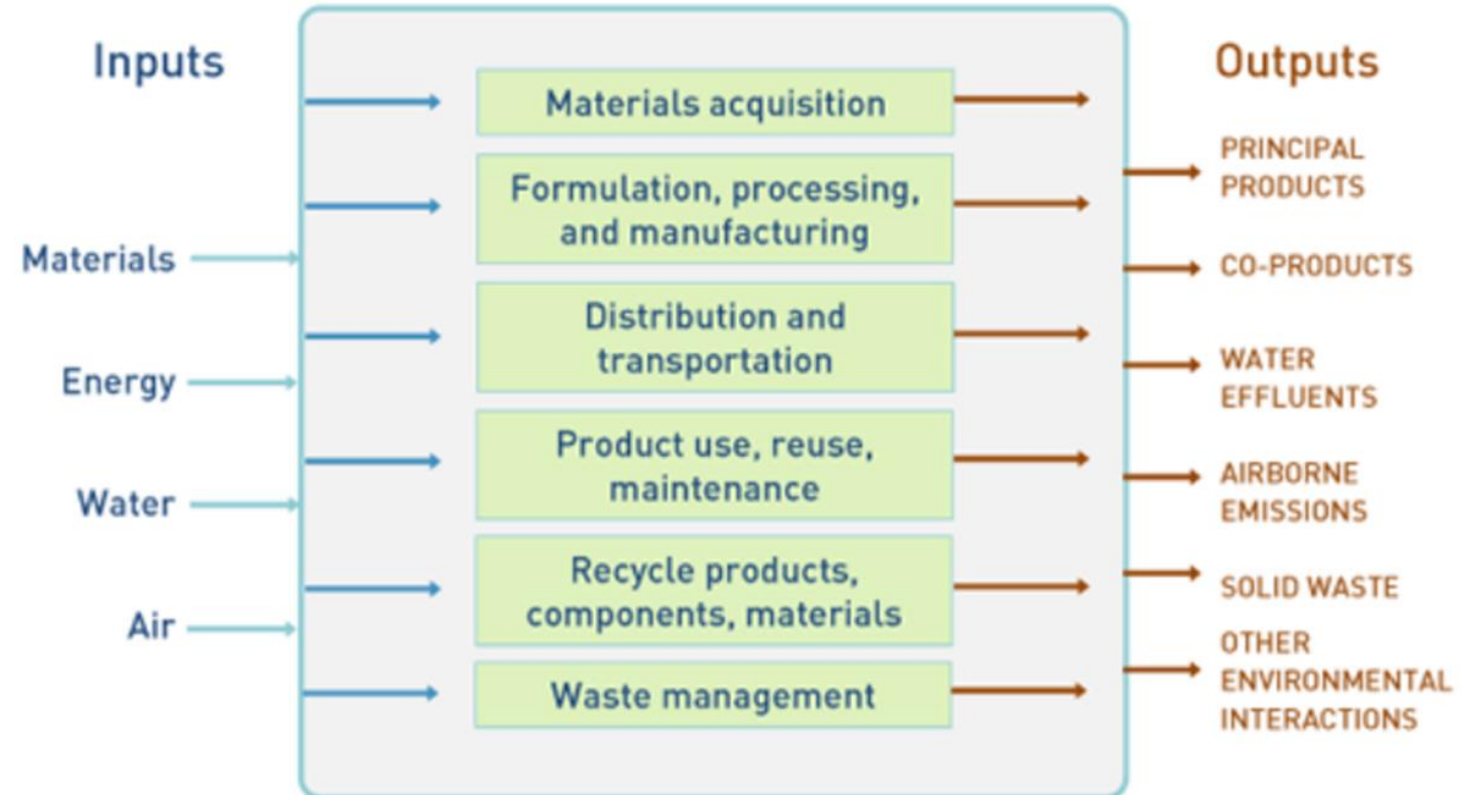 Inputs
Materials
Energy
Water
Air
Materials acquisition
Formulation, processing,
and manufacturing
Distribution and
transportation
Product use, reuse,
maintenance
Recycle products,
components, materials
Waste management
Outputs
PRINCIPAL
PRODUCTS
CO-PRODUCTS
WATER
EFFLUENTS
AIRBORNE
EMISSIONS
SOLID WASTE
OTHER
ENVIRONMENTAL
INTERACTIONS